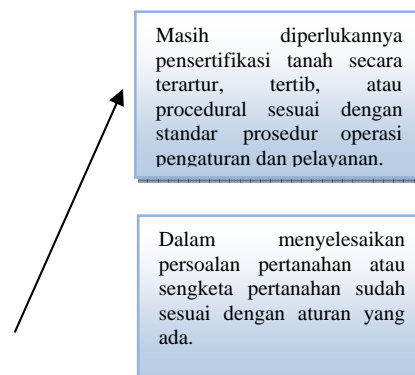 Masih diperlukannya
pensertifikasi tanah secara
terartur, tertib, atau
procedural sesuai dengan
standar prosedur operasi
pengaturan dan pelayanan.
Dalam menyelesaikan
persoalan pertanahan atau
sengketa pertanahan sudah
sesuai dengan aturan yang
ada.